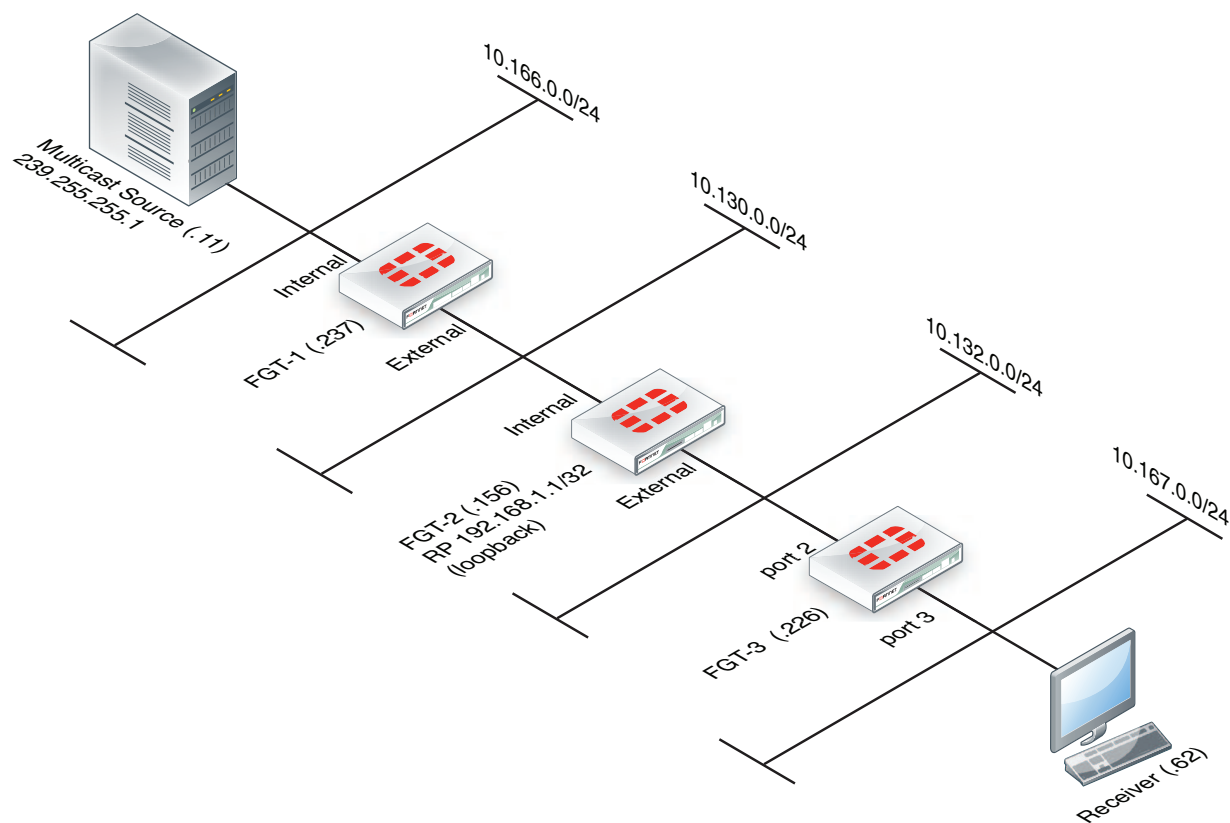 10.166.0.0/24
Multicast Source (.11)
239.255.255.1
10.130.0.0/24
Internal
FGT-1 (.237)
External
10.132.0.0/24
Internal
FGT-2 (.156)
RP 192.168.1.1/32
(loopback)
External
10.167.0.0/24
port 2
FGT-3 (.226)
port 3
Receiver (.62)